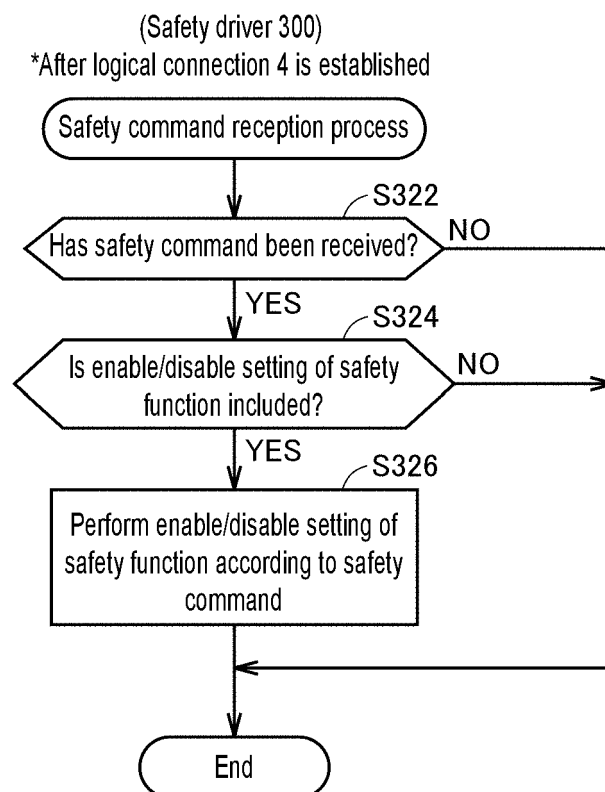 (Safety driver 300)
*After logical connection 4 is established
Safety command reception process
S322
Has safety command been received?
NO
YES
S324
Is enable/disable setting of safety
function included?
NO
YES
S326
Perform enable/disable setting of
safety function according to safety
command
End